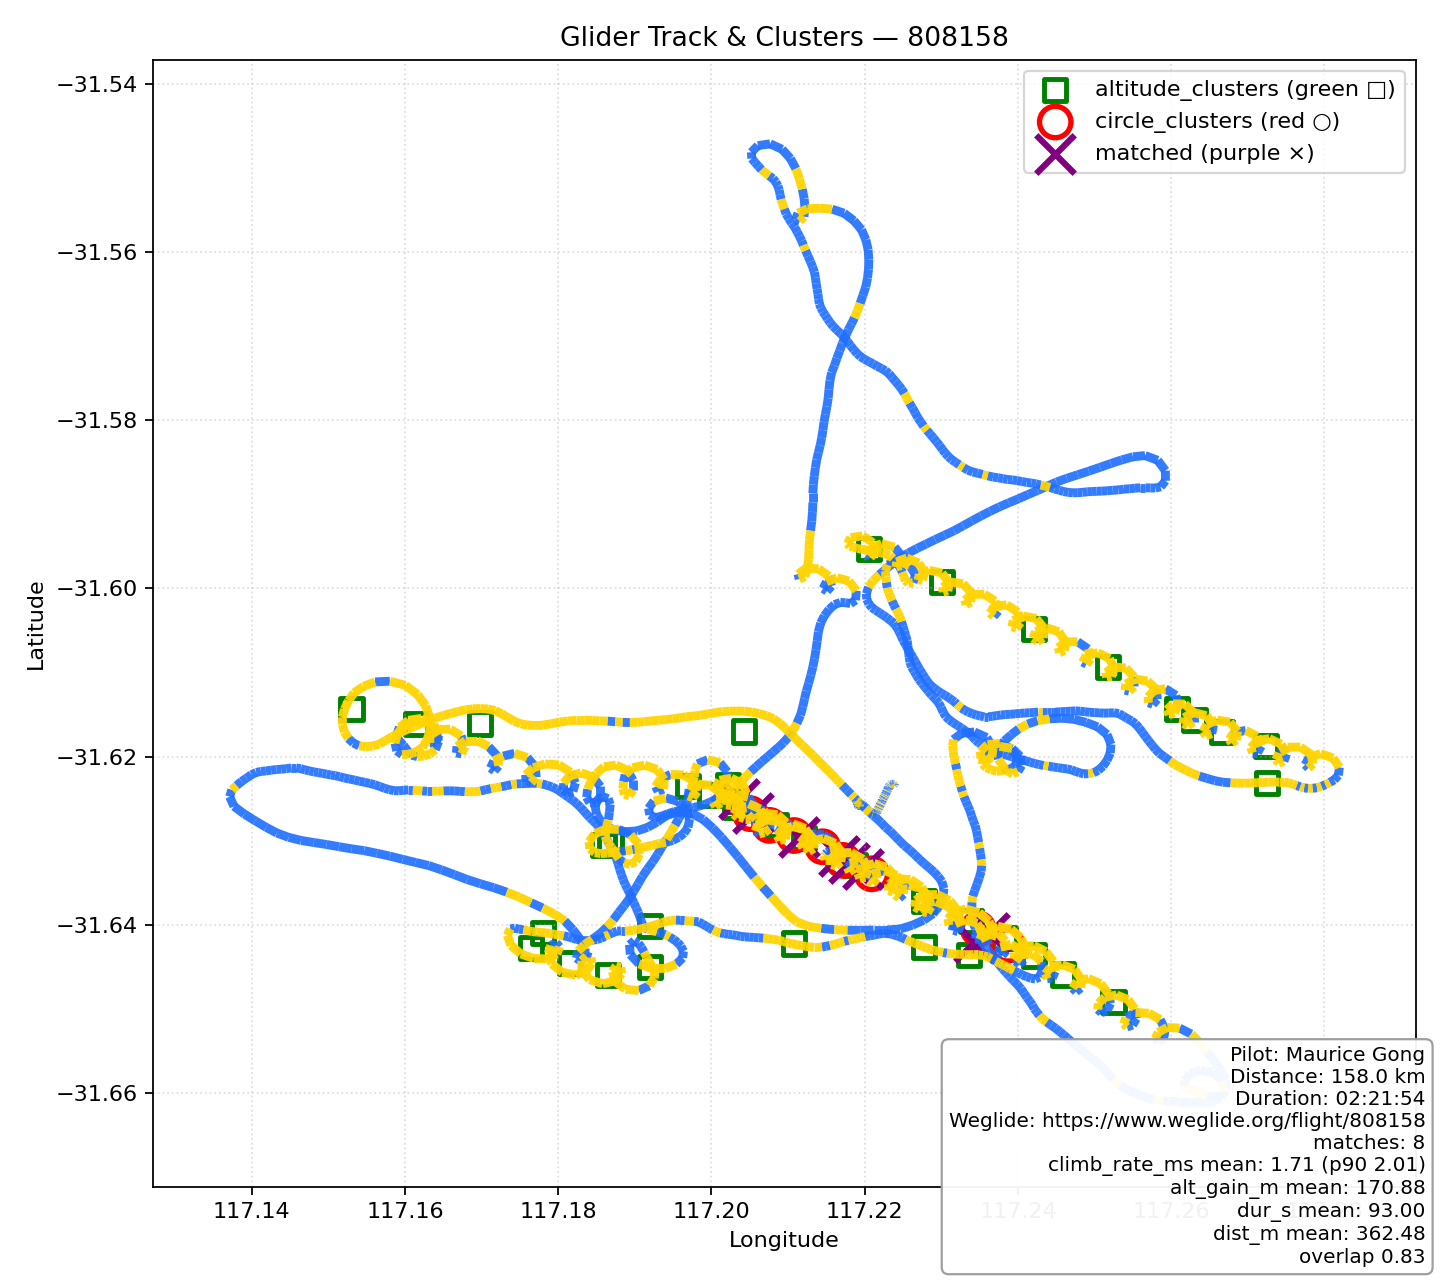 Glider Track & Clusters — 808158
altitude_clusters (green □)
circle_clusters (red ○)
matched (purple ×)
−31.54
−31.56
−31.58
−31.60
−31.62
−31.64
−31.66
Latitude
117.14
117.16
117.18
117.20
117.22
117.24
117.26
Longitude
Pilot: Maurice Gong
Distance: 158.0 km
Duration: 02:21:54
Weglide: https://www.weglide.org/flight/808158
matches: 8
climb_rate_ms mean: 1.71 (p90 2.01)
alt_gain_m mean: 170.88
dur_s mean: 93.00
dist_m mean: 362.48
overlap 0.83